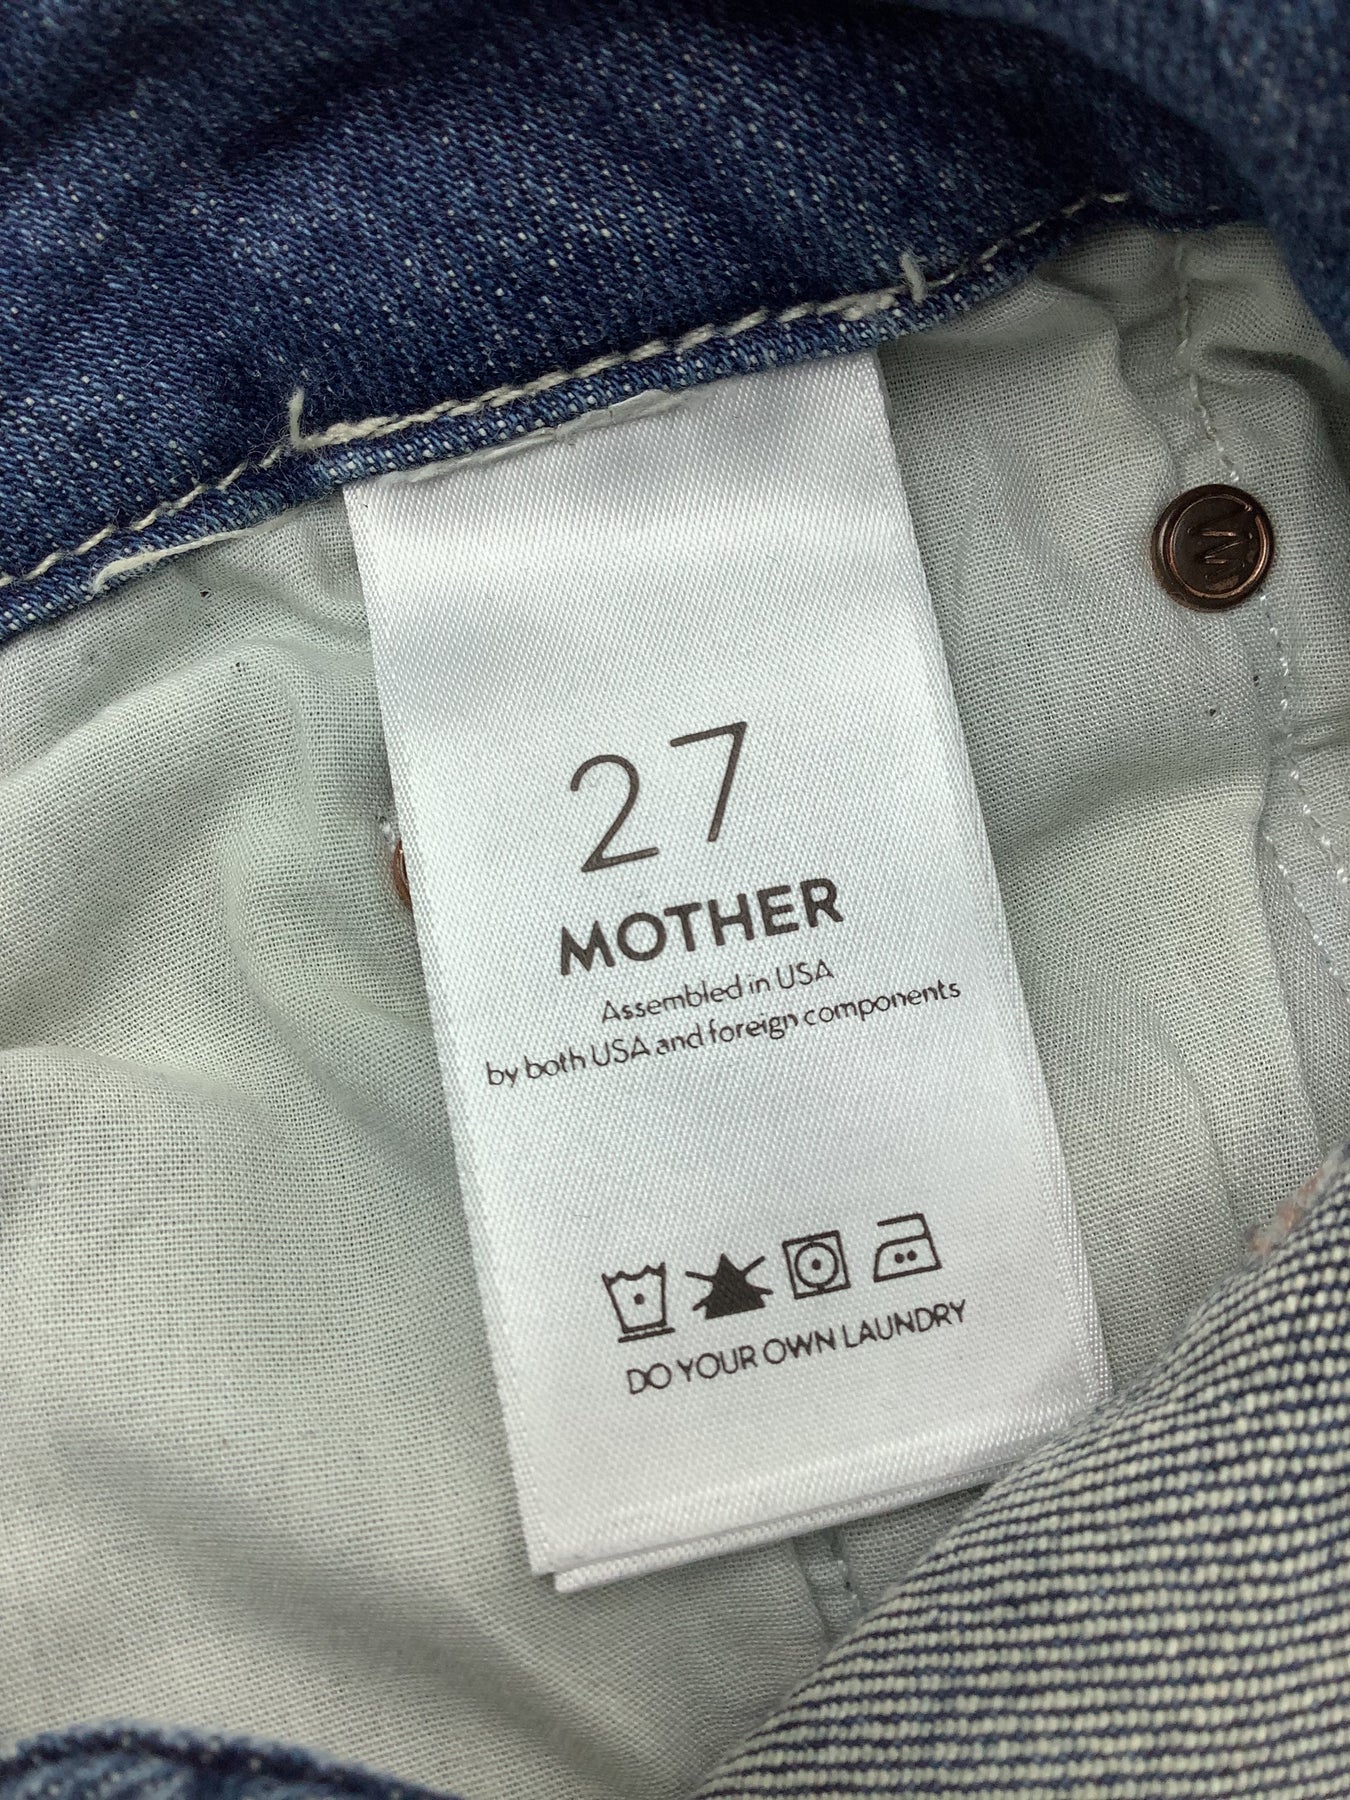 27
MOTHER
Assembled in USA
by both USA and foreign components
DO YOUR OWN LAUNDRY
M